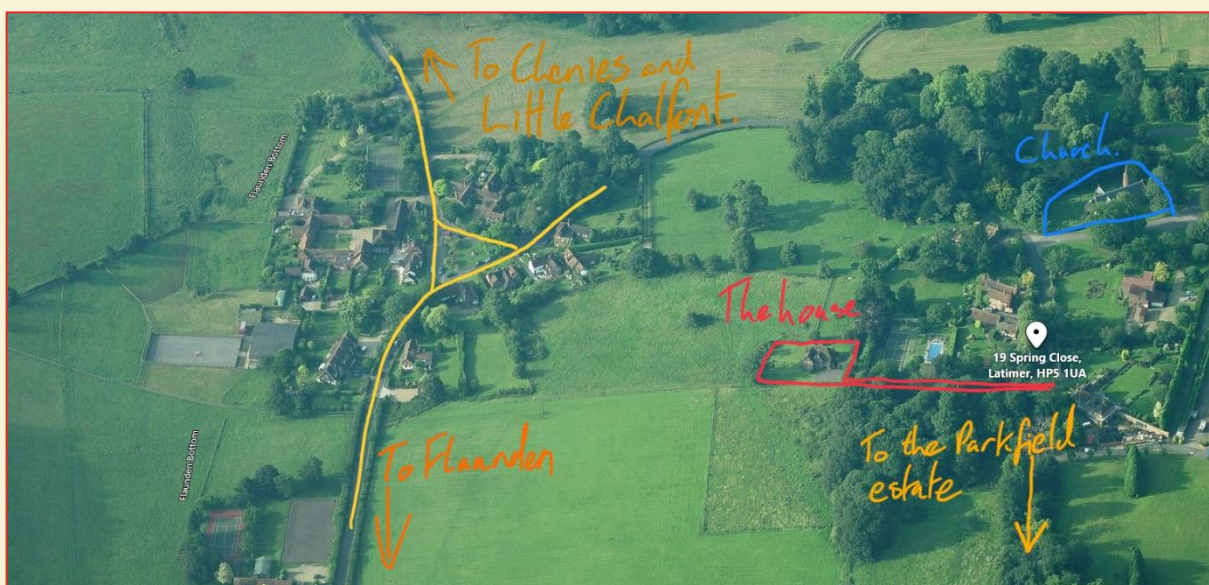 To Chenies and
Little Chalfont.
Flaunden Bottom
Church.
The house
19 Spring Close,
Latimer, HP5 1UA
To Flaunden
To the Parkfield
estate
Flaunden Bottom